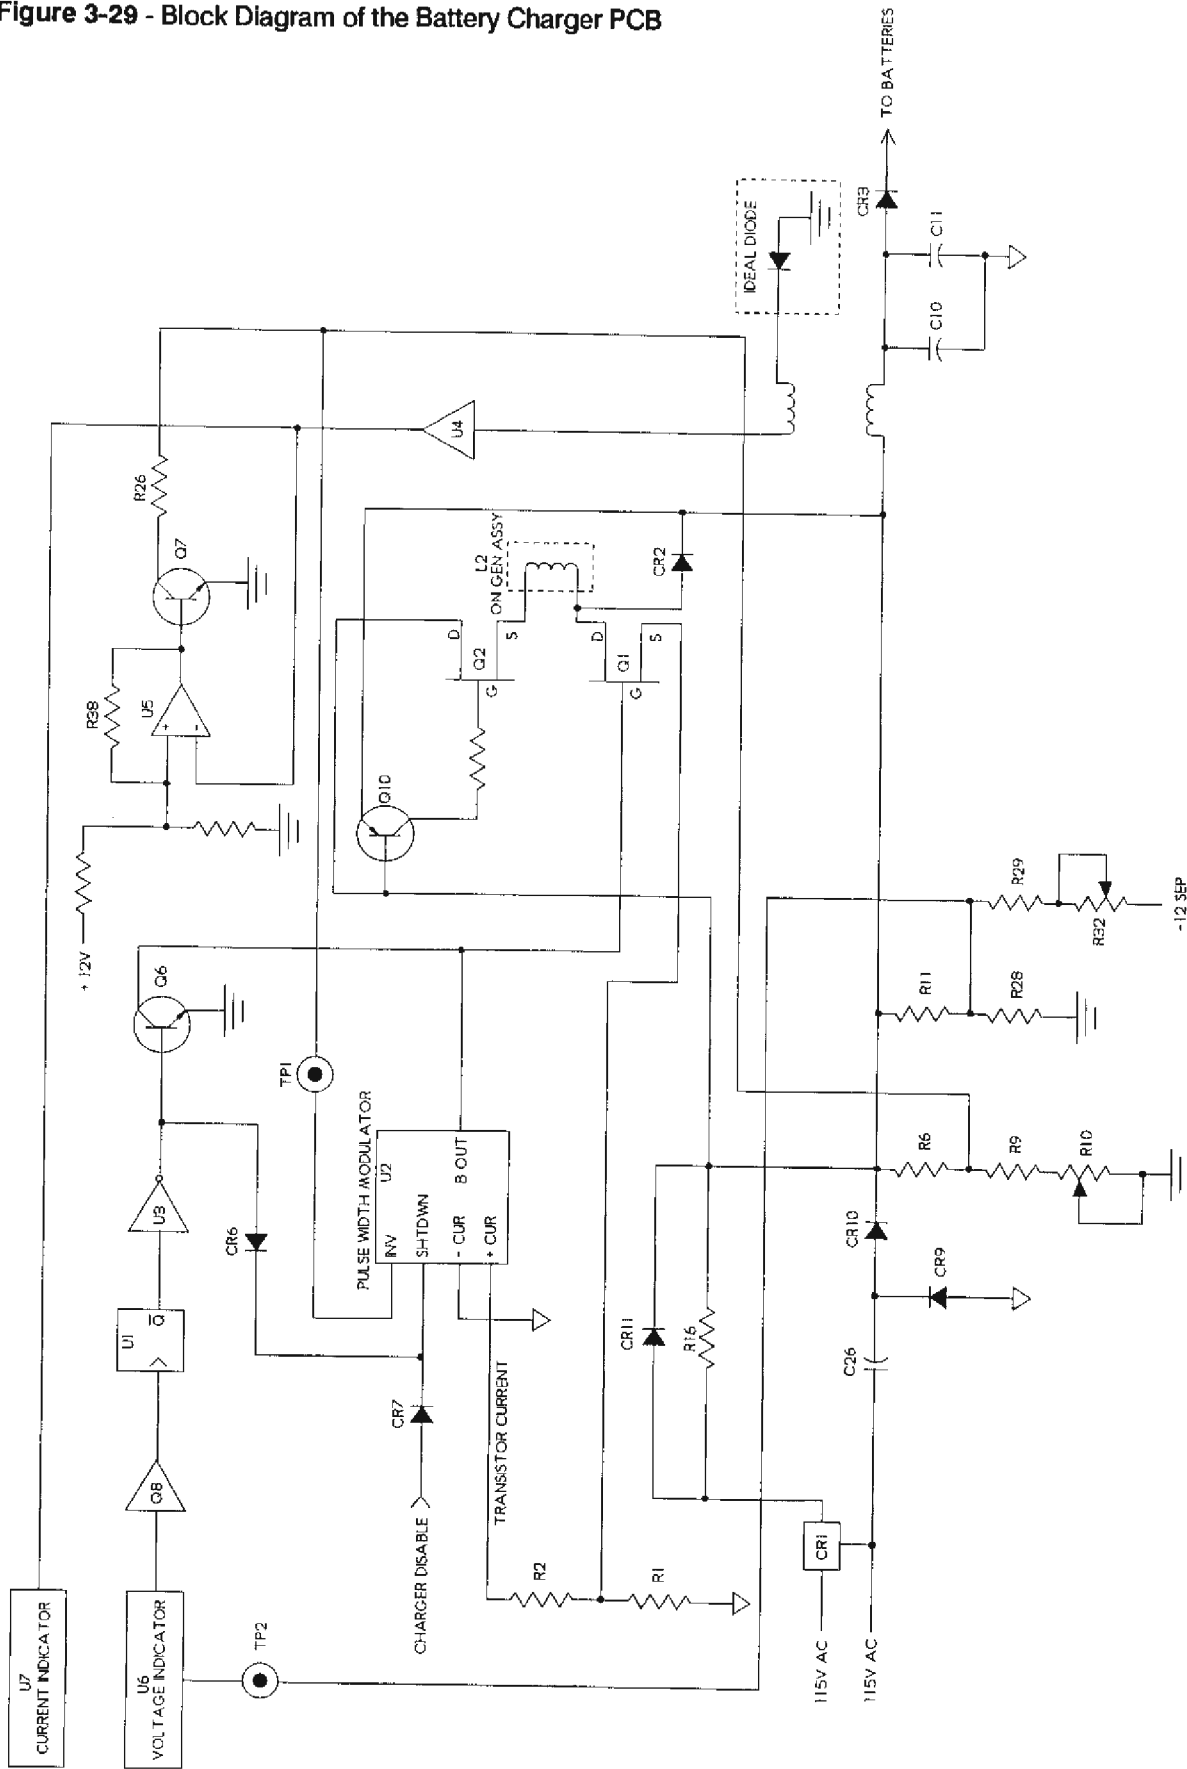 Figure 3-29 - Block Diagram of the Battery Charger PCB
U7
CURRENT INDICATOR
U6
VOLTAGE INDICATOR
TP2
Q8
U1
Q
U3
CR6
Q6
+12V
R38
U5
+
-
Q7
R26
TP1
PULSE WIDTH MODULATOR
U2
INV
SHTDWN
- CUR
+ CUR
B OUT
CR7
CHARGER DISABLE
TRANSISTOR CURRENT
R2
R1
Q10
Q2
D
G
S
L2
ON GEN ASSY
Q1
D
G
S
CR2
U4
IDEAL DIODE
CR11
R16
CR1
115V AC
115V AC
C26
CR10
CR9
R6
R9
R10
R11
R28
R29
R32
-12 SEP
C10
C11
CR3
TO BATTERIES